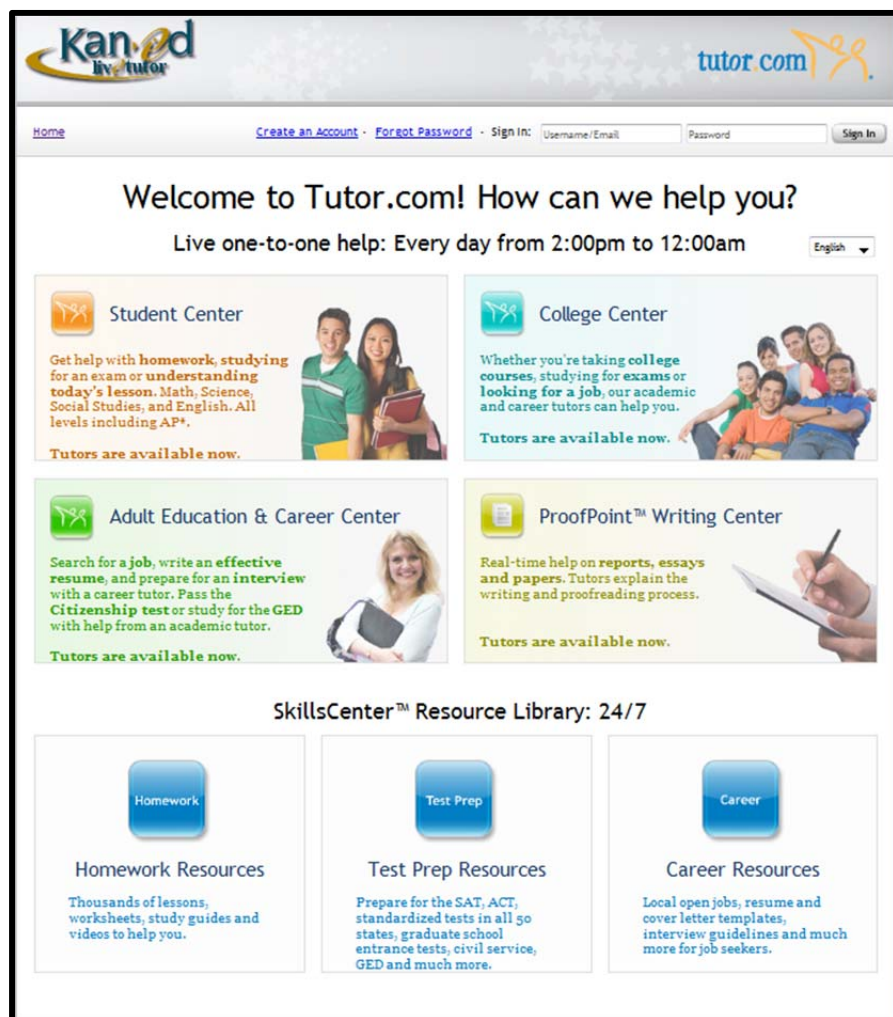 Kan-ed
live tutor
tutor.com
Home
Create an Account · Forgot Password · Sign In: Username/Email Password Sign In
Welcome to Tutor.com! How can we help you?
Live one-to-one help: Every day from 2:00pm to 12:00am
English
Student Center
Get help with homework, studying
for an exam or understanding
today's lesson. Math, Science,
Social Studies, and English. All
levels including AP*.
Tutors are available now.
College Center
Whether you're taking college
courses, studying for exams or
looking for a job, our academic
and career tutors can help you.
Tutors are available now.
Adult Education & Career Center
Search for a job, write an effective
resume, and prepare for an interview
with a career tutor. Pass the
Citizenship test or study for the GED
with help from an academic tutor.
Tutors are available now.
ProofPoint™ Writing Center
Real-time help on reports, essays
and papers. Tutors explain the
writing and proofreading process.
Tutors are available now.
SkillsCenter™ Resource Library: 24/7
Homework
Homework Resources
Thousands of lessons,
worksheets, study guides and
videos to help you.
Test Prep
Test Prep Resources
Prepare for the SAT, ACT,
standardized tests in all 50
states, graduate school
entrance tests, civil service,
GED and much more.
Career
Career Resources
Local open jobs, resume and
cover letter templates,
interview guidelines and much
more for job seekers.